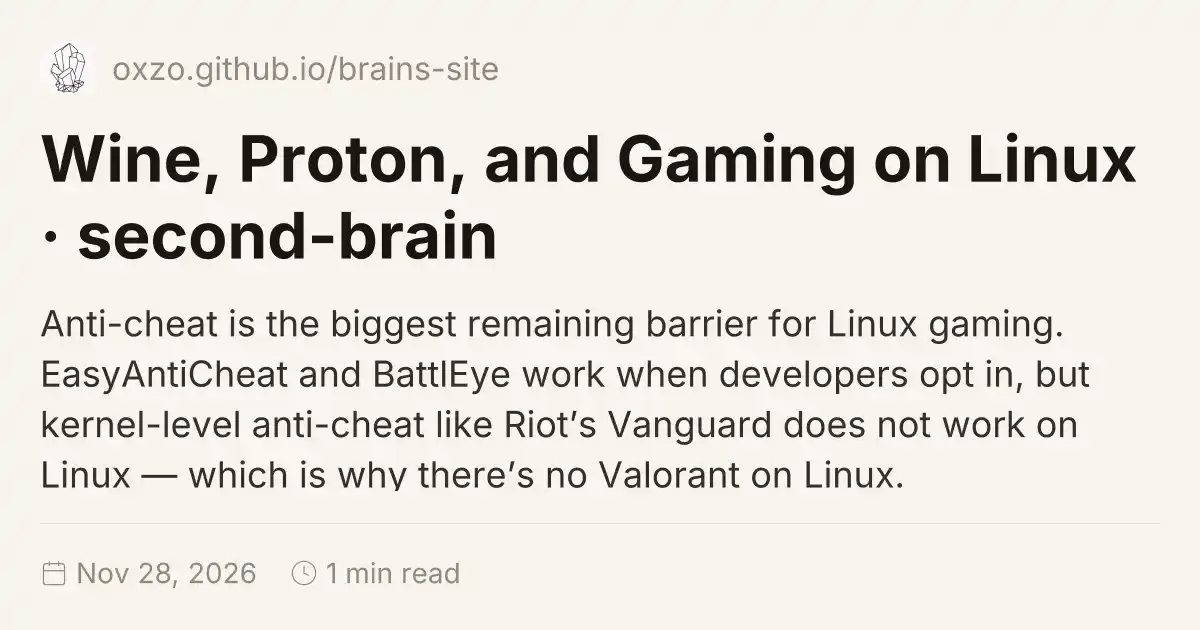 oxzo.github.io/brains-site
Wine, Proton, and Gaming on Linux
· second-brain
Anti-cheat is the biggest remaining barrier for Linux gaming.
EasyAntiCheat and BattlEye work when developers opt in, but
kernel-level anti-cheat like Riot’s Vanguard does not work on
Linux — which is why there’s no Valorant on Linux.
Nov 28, 2026 1 min read